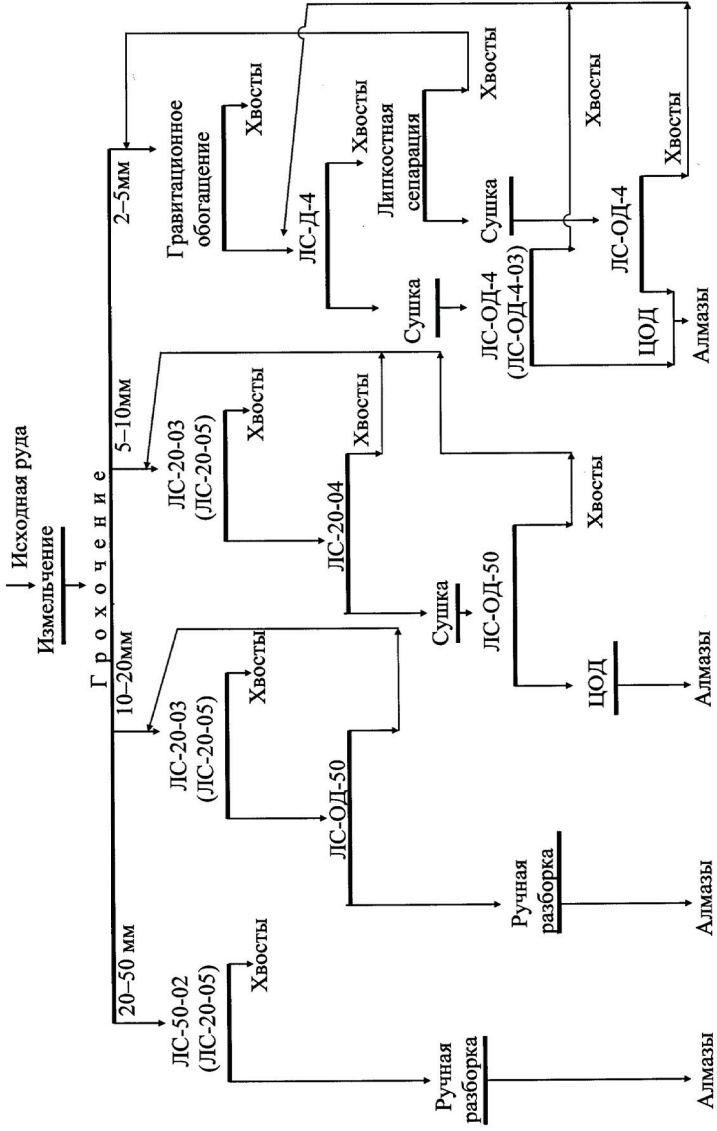 Исходная руда
Измельчение
Грохочение
20–50 мм
10–20мм
5–10мм
2–5мм
ЛС-50-02
(ЛС-20-05)
Хвосты
Ручная
разборка
Алмазы
ЛС-20-03
(ЛС-20-05)
Хвосты
ЛС-ОД-50
Ручная
разборка
Алмазы
ЛС-20-03
(ЛС-20-05)
Хвосты
ЛС-20-04
Хвосты
Сушка
ЛС-ОД-50
Хвосты
ЦОД
Алмазы
Гравитационное
обогащение
Хвосты
ЛС-Д-4
Хвосты
Липкостная
сепарация
Хвосты
Сушка
Сушка
ЛС-ОД-4
(ЛС-ОД-4-03)
Хвосты
ЛС-ОД-4
Хвосты
ЦОД
Алмазы